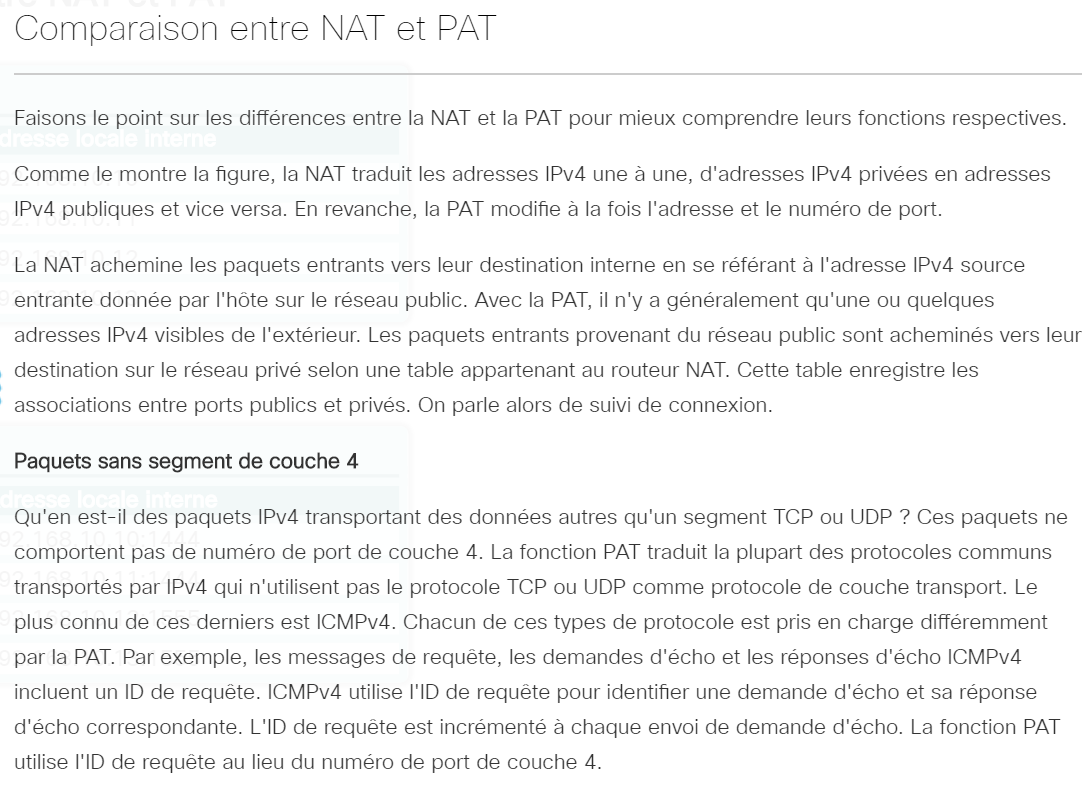 Comparaison entre NAT et PAT
Faisons le point sur les différences entre la NAT et la PAT pour mieux comprendre leurs fonctions respectives.
dresse locale interne
Comme le montre la figure, la NAT traduit les adresses IPv4 une à une, d'adresses IPv4 privées en adresses
IPv4 publiques et vice versa. En revanche, la PAT modifie à la fois l'adresse et le numéro de port.
La NAT achemine les paquets entrants vers leur destination interne en se référant à l'adresse IPv4 source
entrante donnée par l'hôte sur le réseau public. Avec la PAT, il n'y a généralement qu'une ou quelques
adresses IPv4 visibles de l'extérieur. Les paquets entrants provenant du réseau public sont acheminés vers leur
destination sur le réseau privé selon une table appartenant au routeur NAT. Cette table enregistre les
associations entre ports publics et privés. On parle alors de suivi de connexion.
Paquets sans segment de couche 4
dresse locale interne
Qu'en est-il des paquets IPv4 transportant des données autres qu'un segment TCP ou UDP ? Ces paquets ne
comportent pas de numéro de port de couche 4. La fonction PAT traduit la plupart des protocoles communs
transportés par IPv4 qui n'utilisent pas le protocole TCP ou UDP comme protocole de couche transport. Le
plus connu de ces derniers est ICMPv4. Chacun de ces types de protocole est pris en charge différemment
par la PAT. Par exemple, les messages de requête, les demandes d'écho et les réponses d'écho ICMPv4
incluent un ID de requête. ICMPv4 utilise l'ID de requête pour identifier une demande d'écho et sa réponse
d'écho correspondante. L'ID de requête est incrémenté à chaque envoi de demande d'écho. La fonction PAT
utilise l'ID de requête au lieu du numéro de port de couche 4.